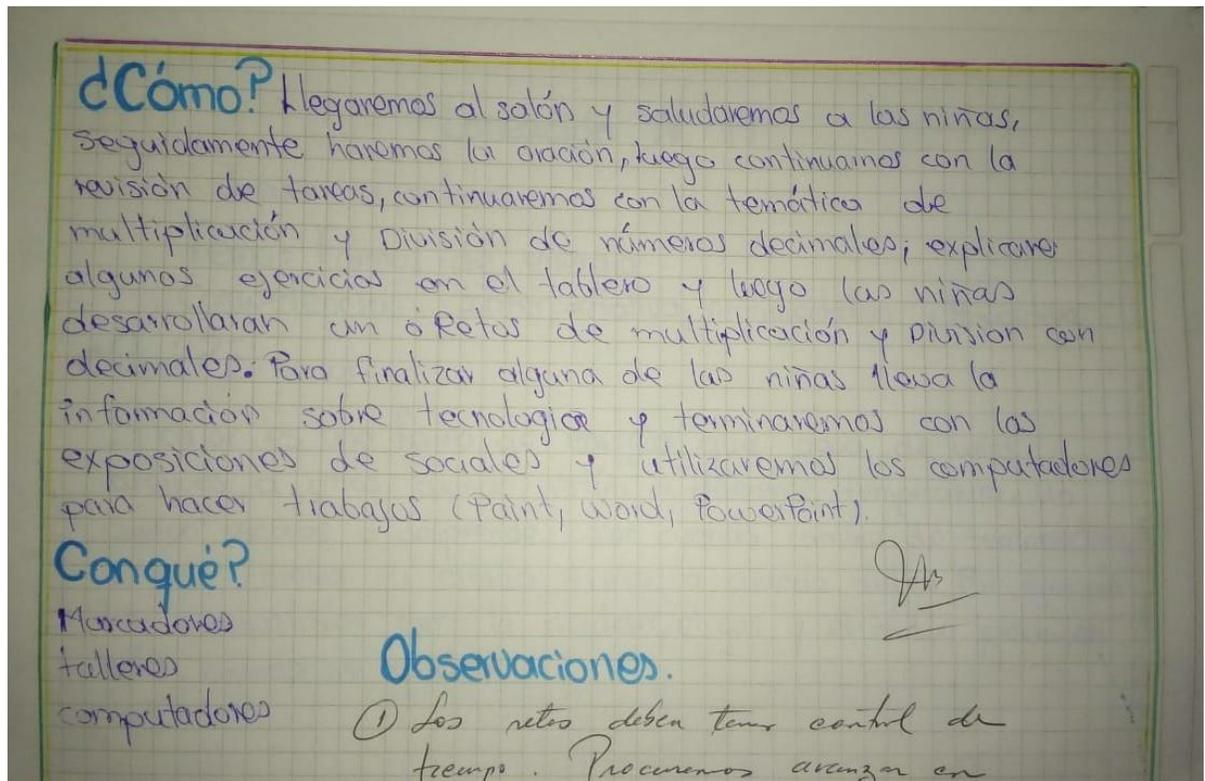 ¿Cómo? Llegaremos al salón y saludaremos a las niñas,
seguidamente haremos la oración, luego continuamos con la
revisión de tareas, continuaremos con la temática de
multiplicación y División de números decimales; explicare
algunos ejercicios en el tablero y luego las niñas
desarrollaran un ó Retos de multiplicación y Division con
decimales. Para finalizar alguna de las niñas lleva la
información sobre tecnologia y terminaremos con las
exposiciones de sociales y utilizaremos los computadores
para hacer trabajos (Paint, Word, PowerPoint).
Conqué?
Marcadores
talleres
computadores
Observaciones.
① Los retos deben tener control de
tiempo. Procuremos avanzar en